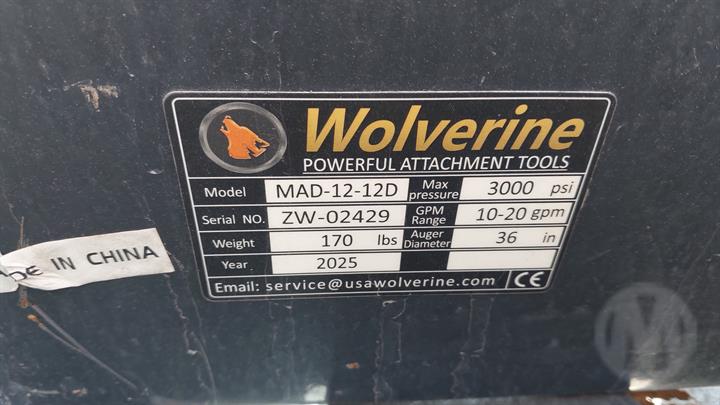 Wolverine
POWERFUL ATTACHMENT TOOLS
Model MAD-12-12D Max pressure 3000 psi
Serial NO. ZW-02429 GPM Range 10-20 gpm
Weight 170 lbs Auger Diameter 36 in
Year 2025
Email: service@usawolverine.com CE
DE IN CHINA
M